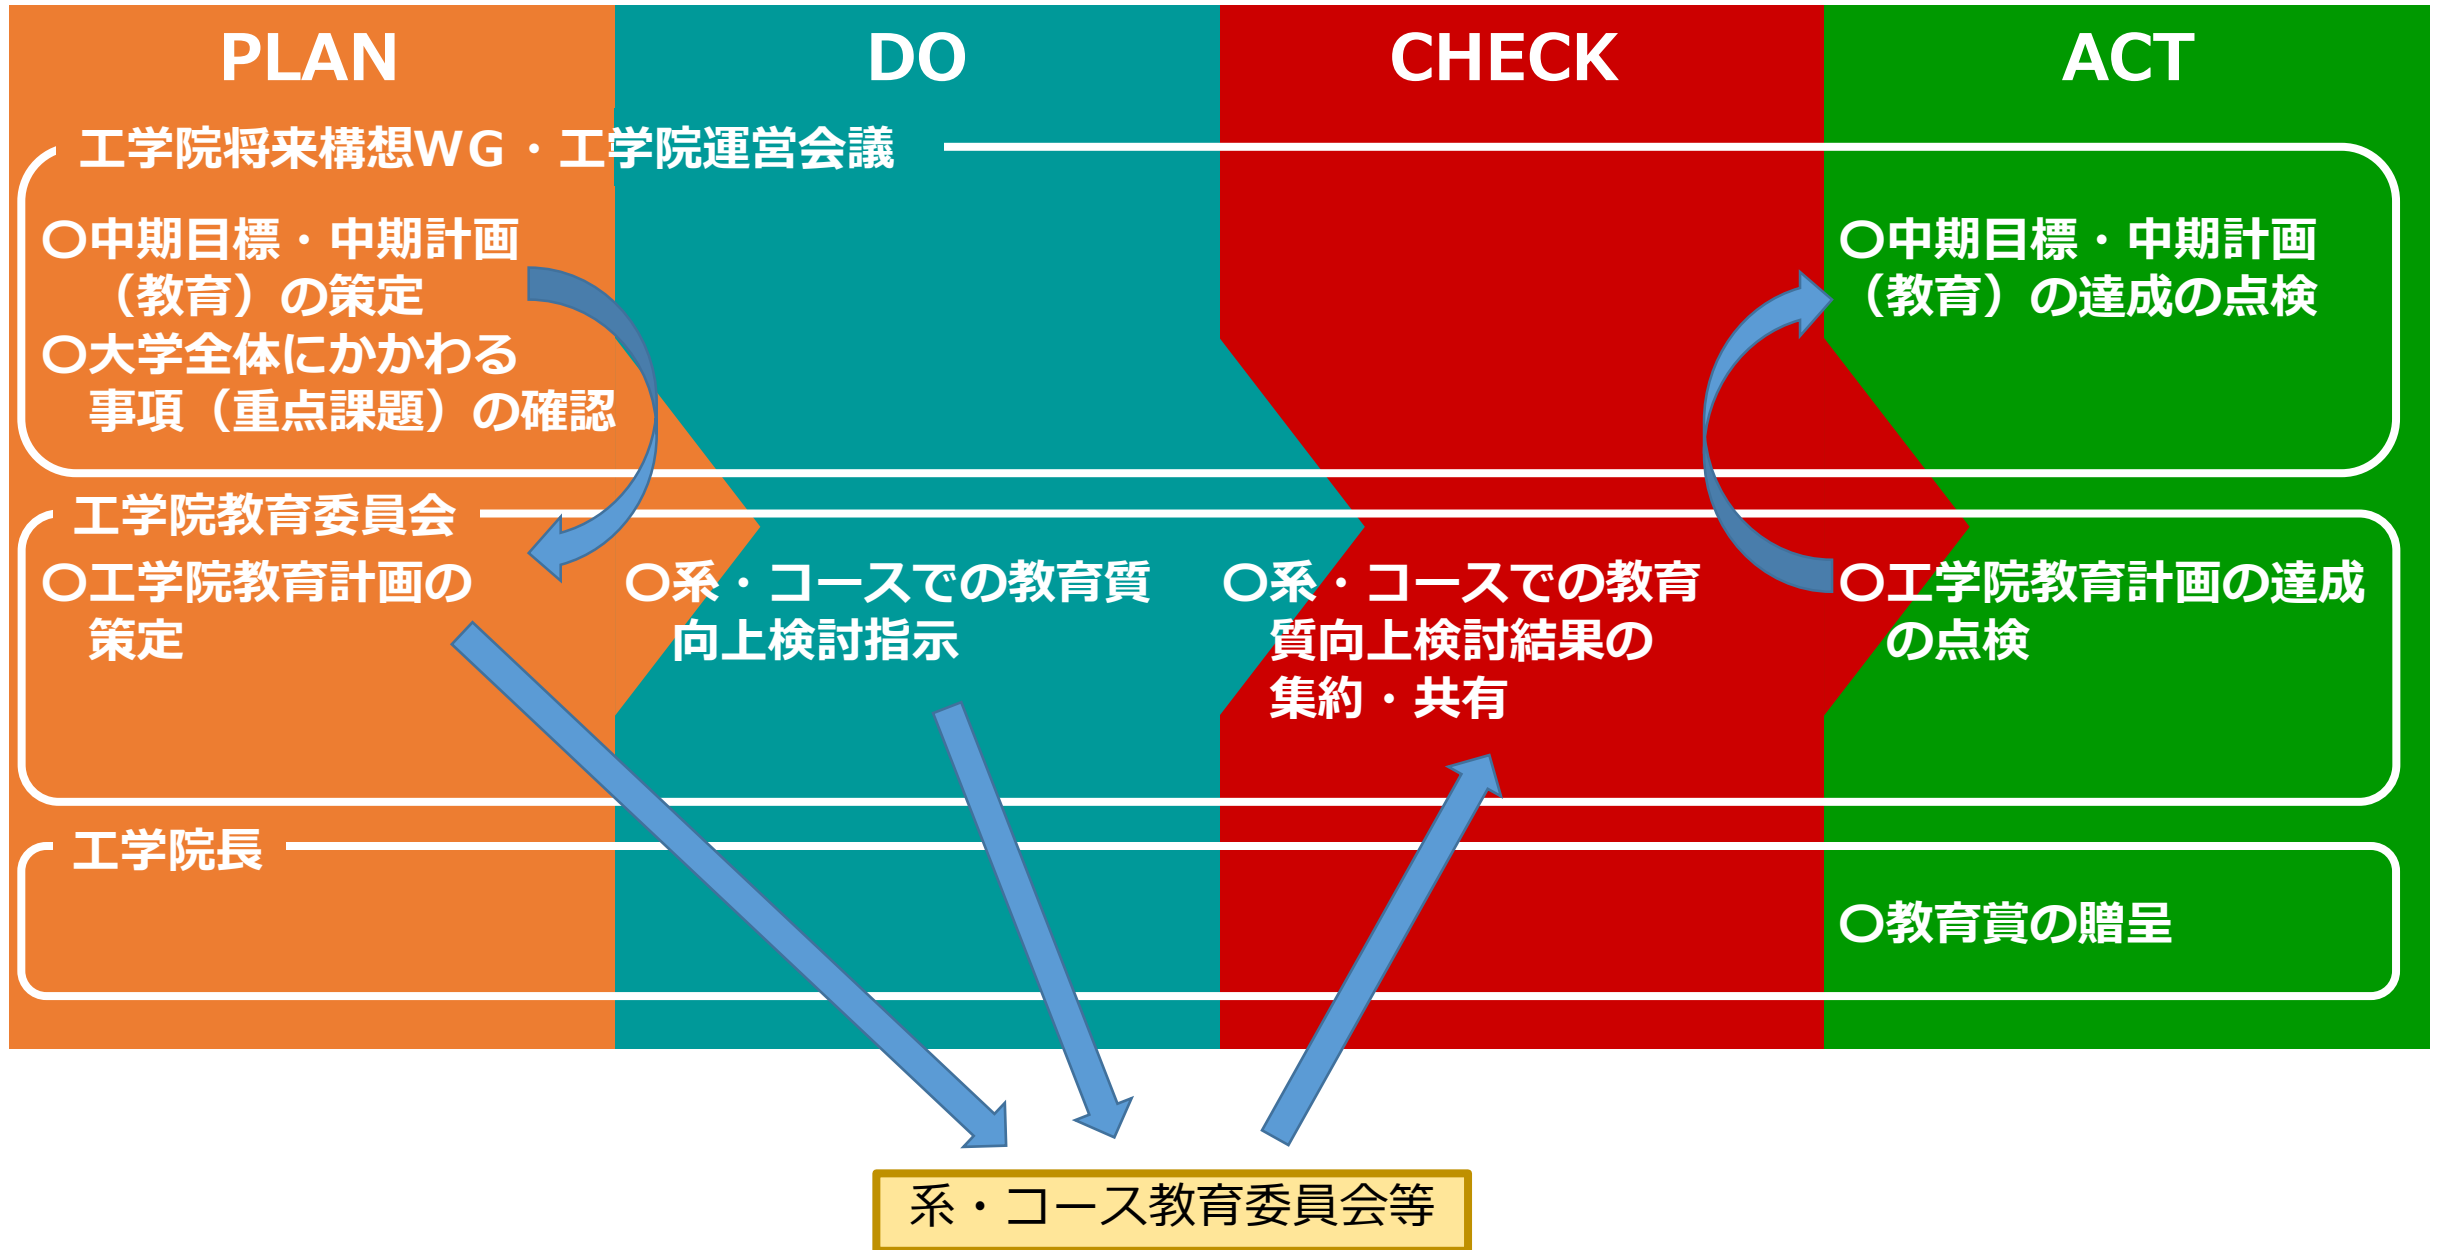 PLAN
DO
CHECK
ACT
工学院将来構想WG・工学院運営会議
〇中期目標・中期計画
（教育）の策定
〇大学全体にかかわる
事項（重点課題）の確認
〇中期目標・中期計画
（教育）の達成の点検
工学院教育委員会
〇工学院教育計画の
策定
〇系・コースでの教育質
向上検討指示
〇系・コースでの教育
質向上検討結果の
集約・共有
〇工学院教育計画の達成
の点検
工学院長
〇教育賞の贈呈
系・コース教育委員会等